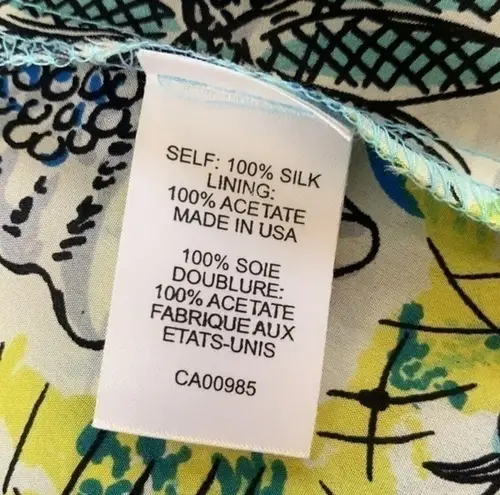 SELF: 100% SILK
LINING:
100% ACETATE
MADE IN USA
100% SOIE
DOUBLURE:
100% ACETATE
FABRIQUE AUX
ETATS-UNIS
CA00985